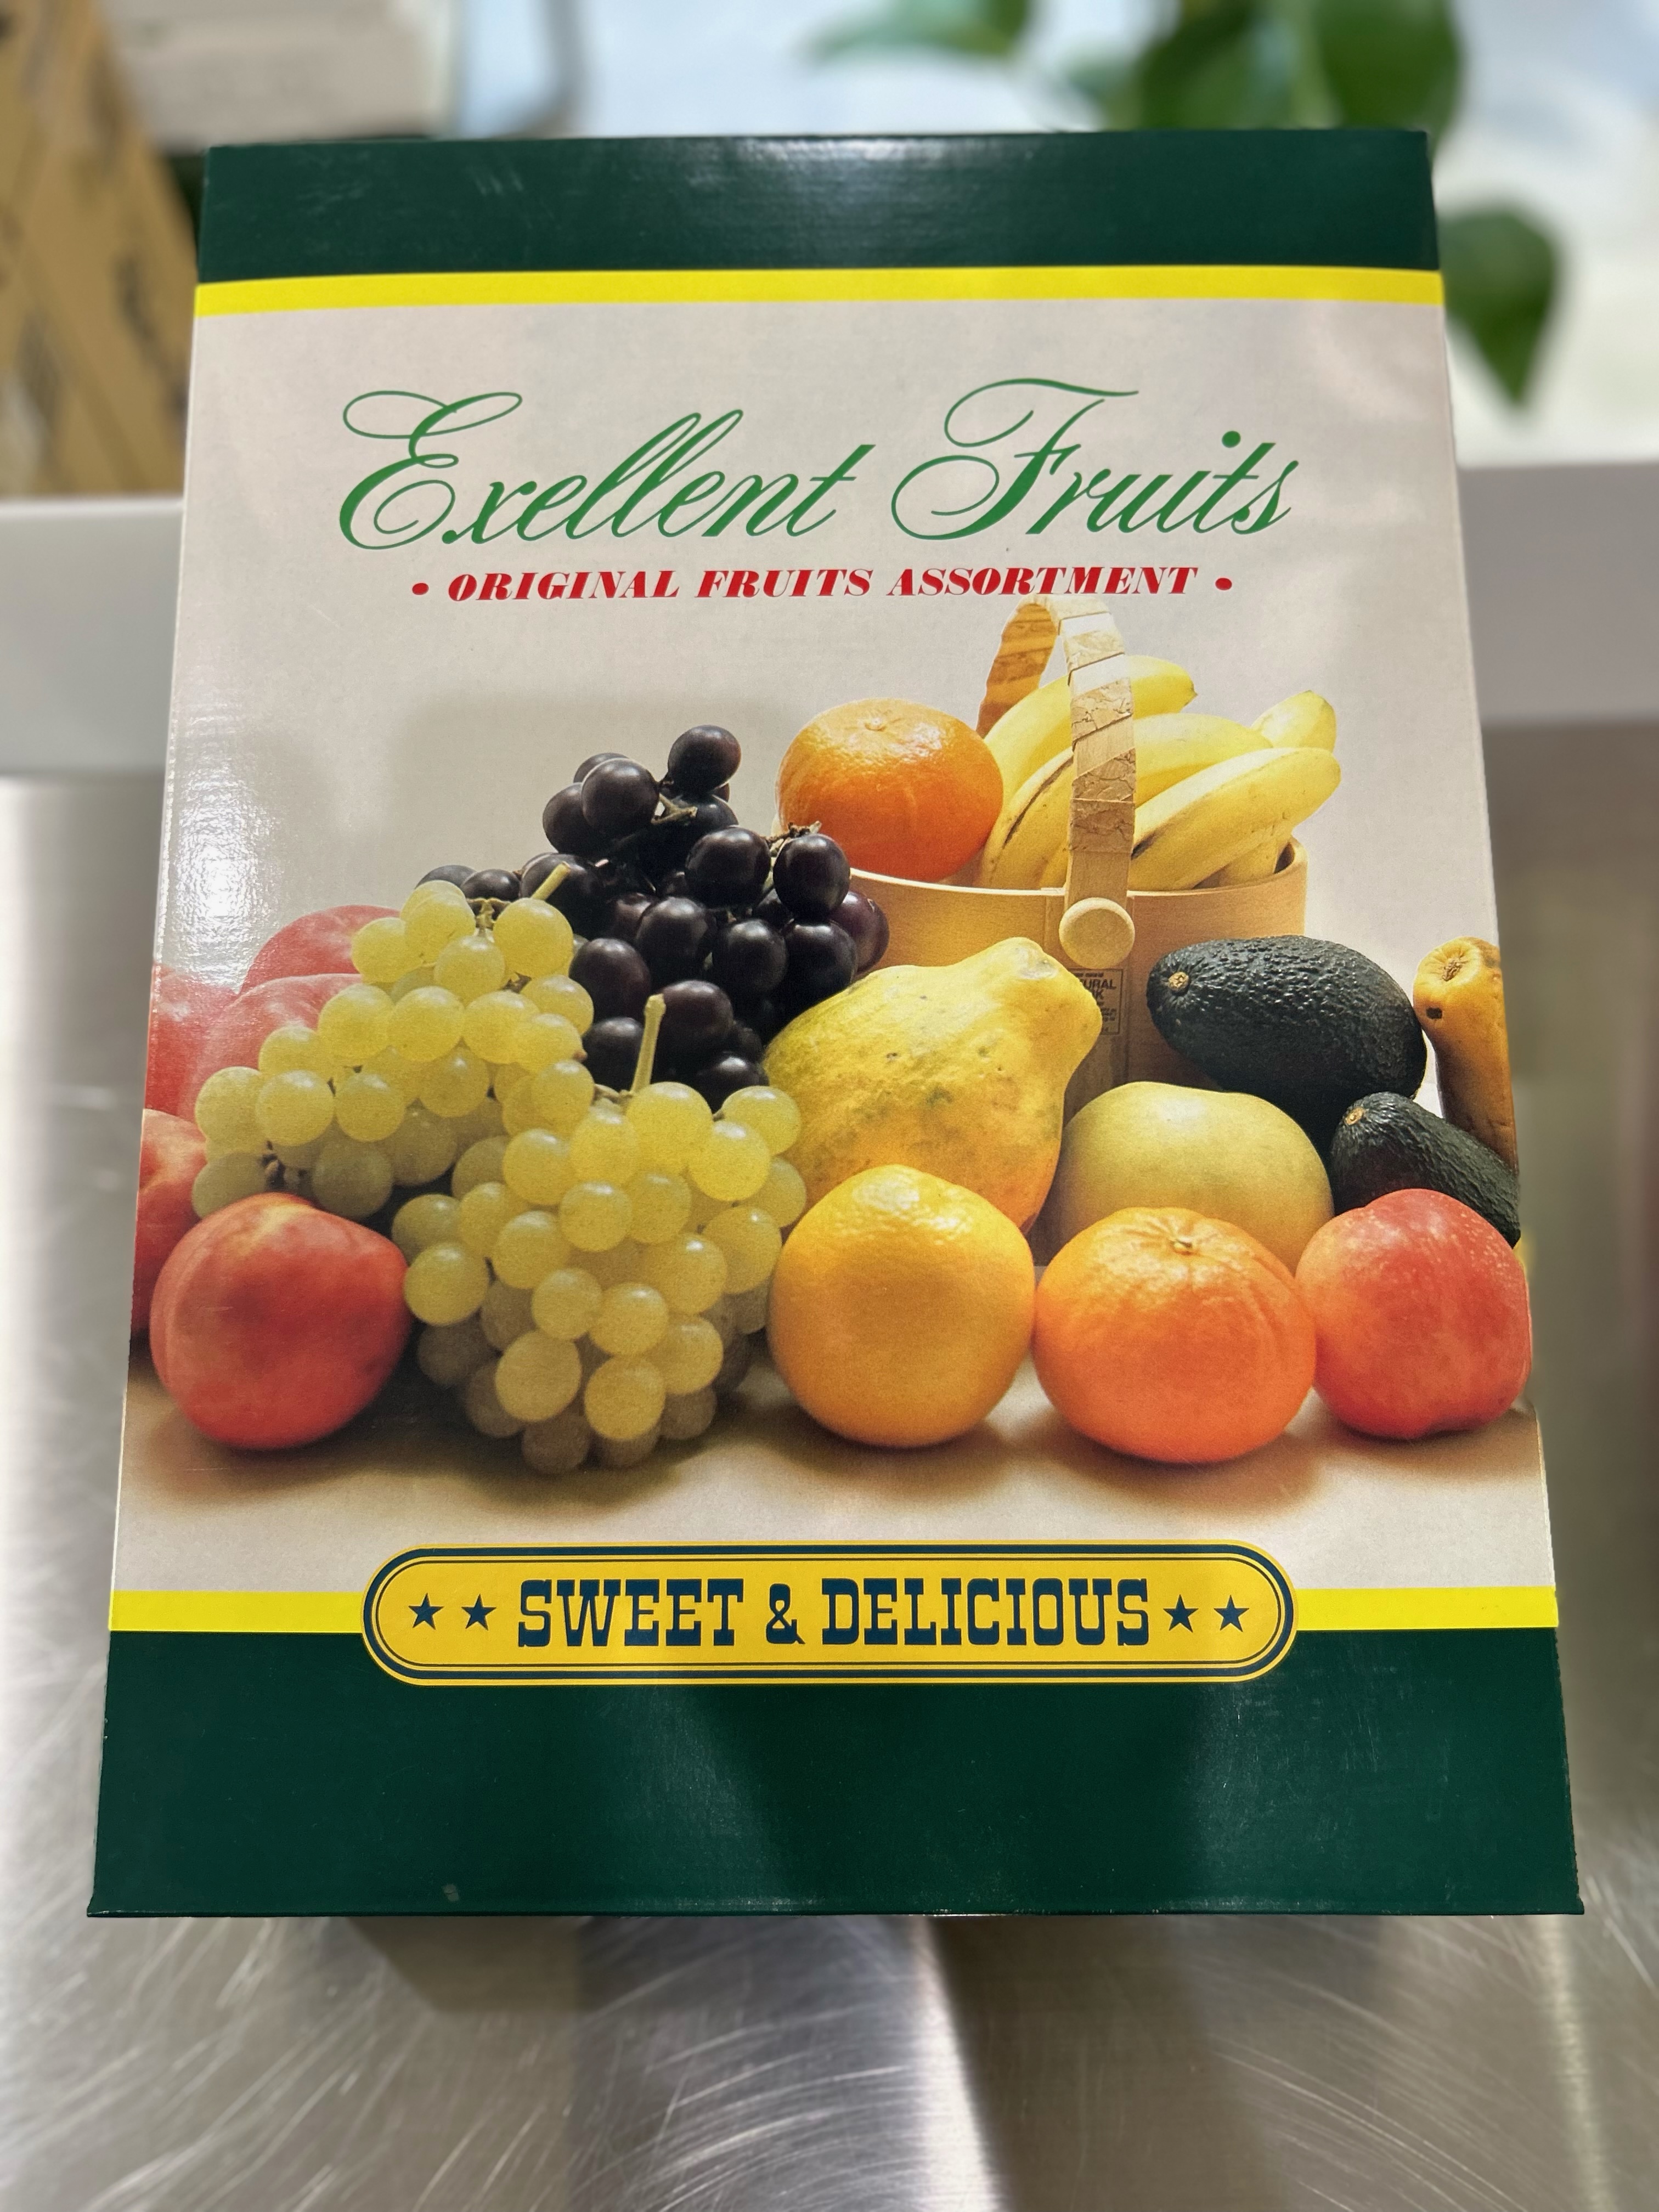 Exellent Fruits
• ORIGINAL FRUITS ASSORTMENT •
★ ★ SWEET & DELICIOUS ★ ★